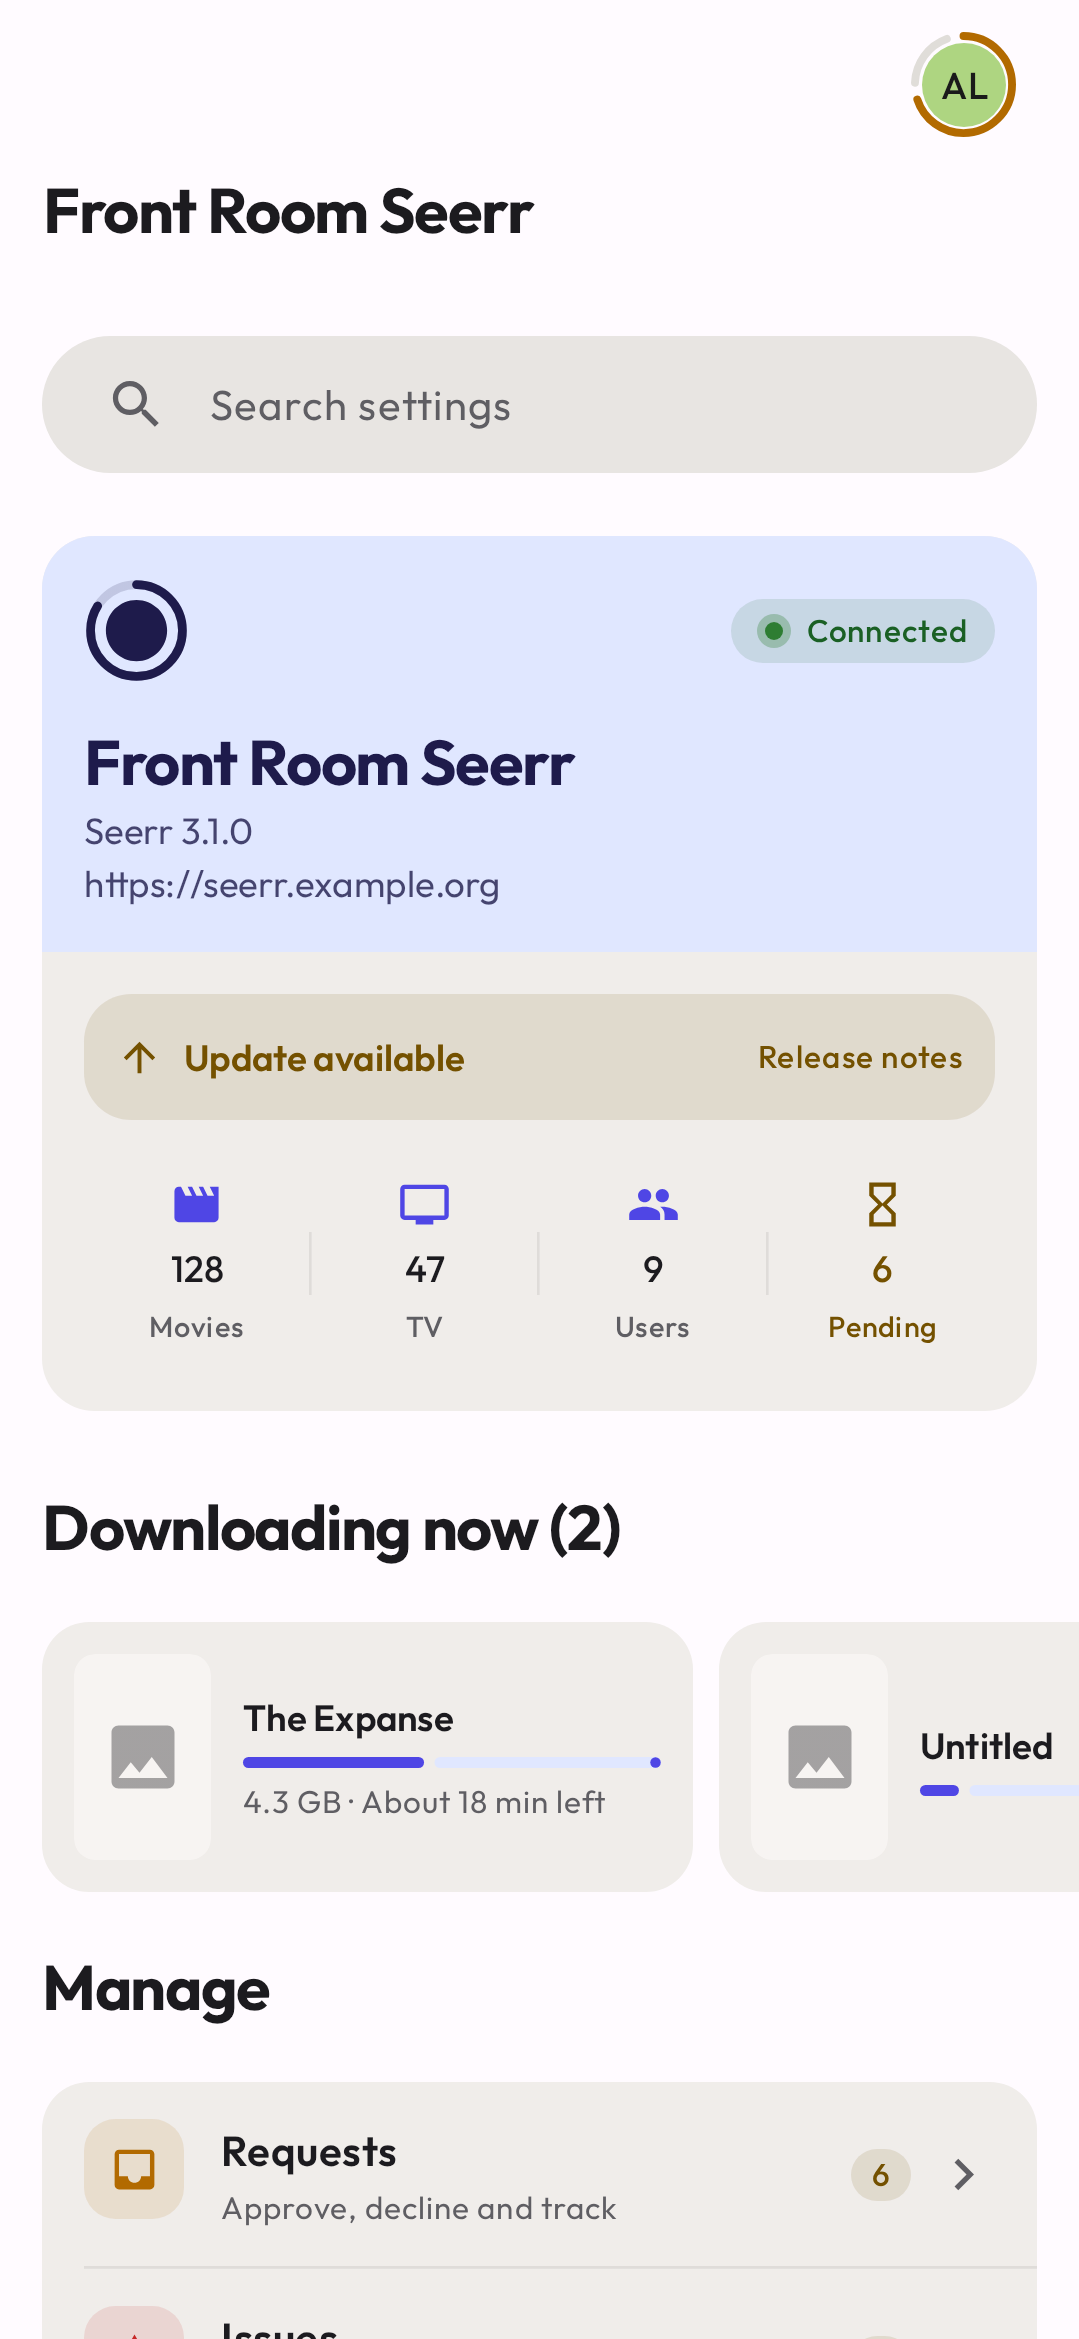 AL
Front Room Seerr
Search settings
Connected
Front Room Seerr
Seerr 3.1.0
https://seerr.example.org
Update available
Release notes
128
Movies
47
TV
9
Users
6
Pending
Downloading now (2)
The Expanse
4.3 GB · About 18 min left
Untitled
Manage
Requests
Approve, decline and track
6
Issues